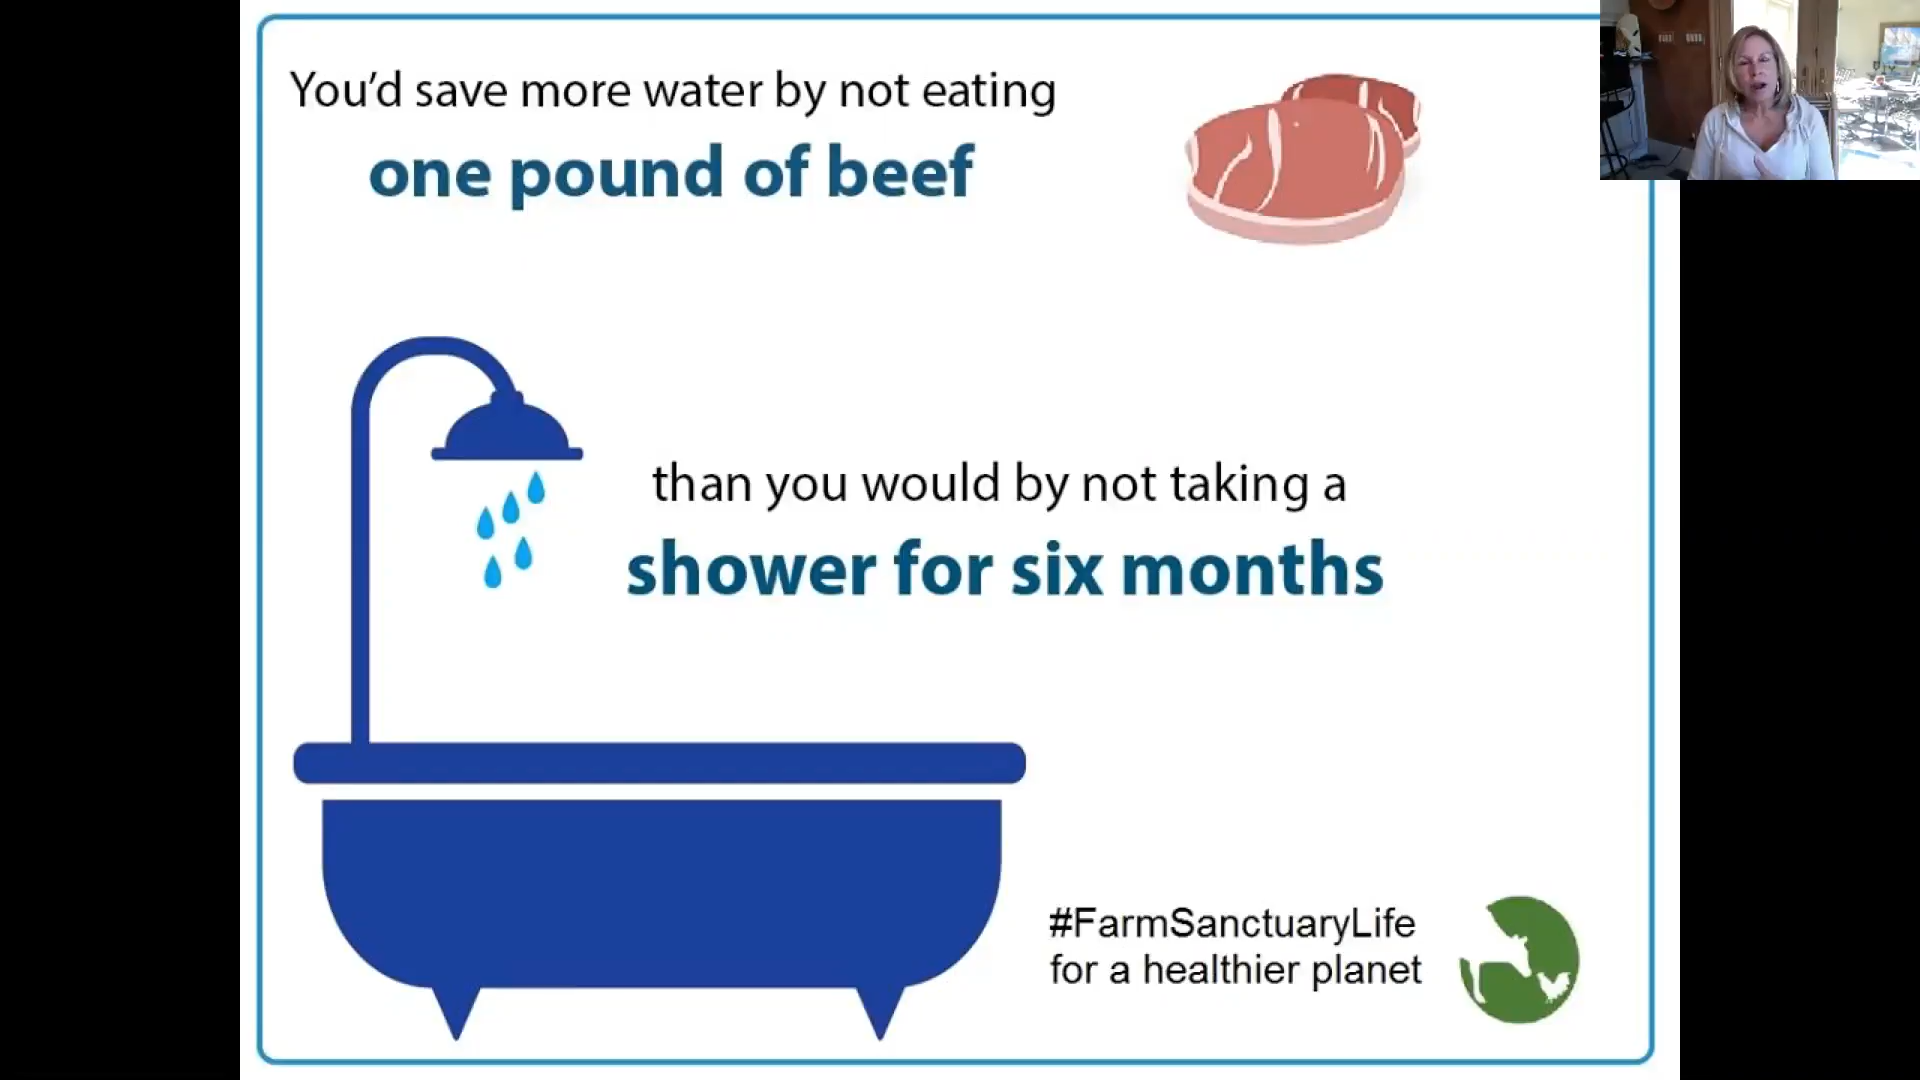 You'd save more water by not eating
one pound of beef
than you would by not taking a
shower for six months
#FarmSanctuaryLife
for a healthier planet